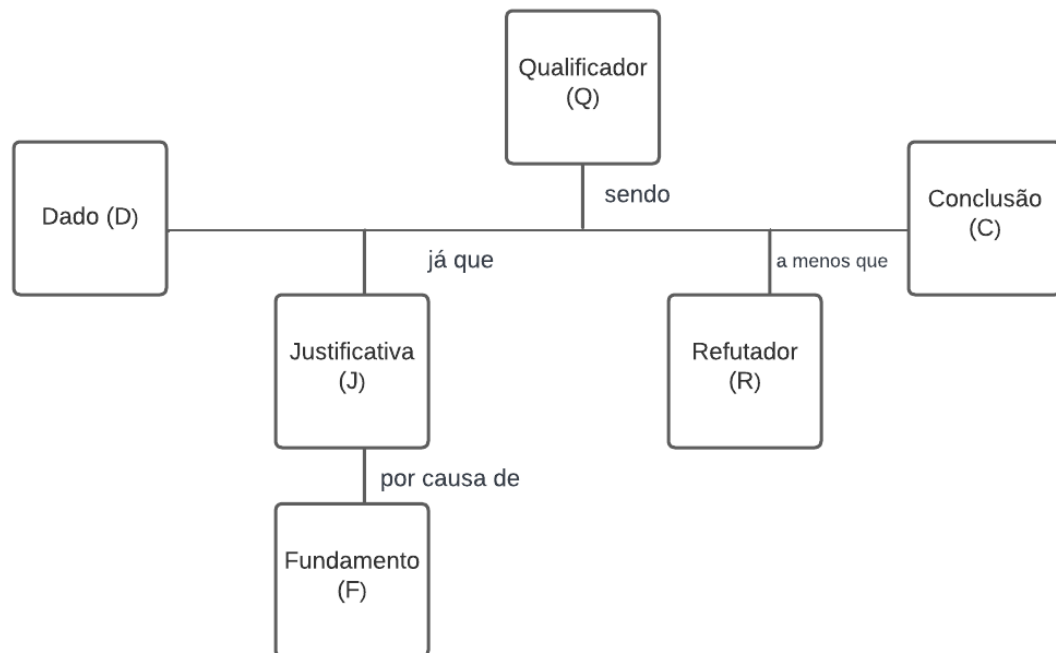 Qualificador
(Q)
sendo
Dado (D)
Conclusão
(C)
já que
a menos que
Justificativa
(J)
Refutador
(R)
por causa de
Fundamento
(F)